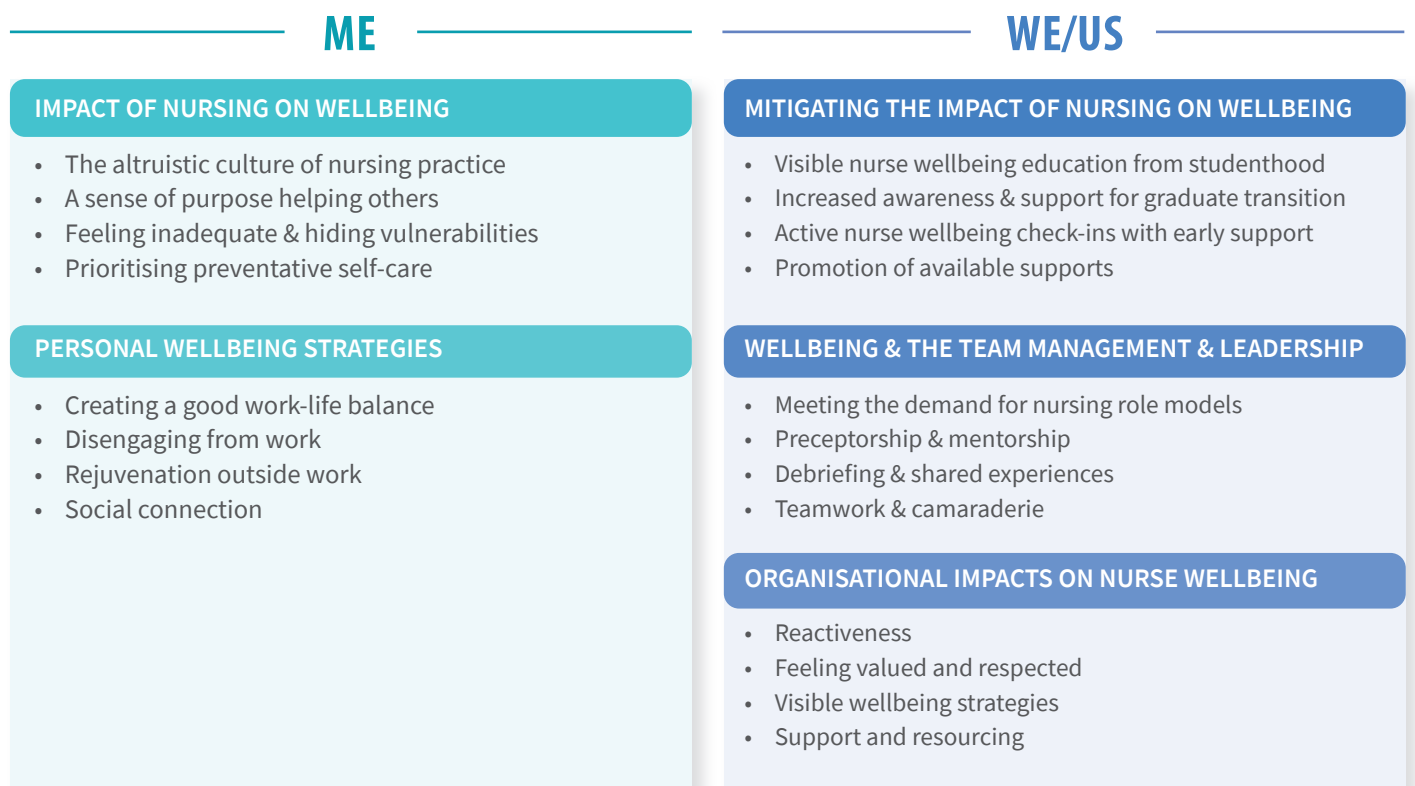 ME
IMPACT OF NURSING ON WELLBEING
• The altruistic culture of nursing practice
• A sense of purpose helping others
• Feeling inadequate & hiding vulnerabilities
• Prioritising preventative self-care
PERSONAL WELLBEING STRATEGIES
• Creating a good work-life balance
• Disengaging from work
• Rejuvenation outside work
• Social connection
WE/US
MITIGATING THE IMPACT OF NURSING ON WELLBEING
• Visible nurse wellbeing education from studenthood
• Increased awareness & support for graduate transition
• Active nurse wellbeing check-ins with early support
• Promotion of available supports
WELLBEING & THE TEAM MANAGEMENT & LEADERSHIP
• Meeting the demand for nursing role models
• Preceptorship & mentorship
• Debriefing & shared experiences
• Teamwork & camaraderie
ORGANISATIONAL IMPACTS ON NURSE WELLBEING
• Reactiveness
• Feeling valued and respected
• Visible wellbeing strategies
• Support and resourcing